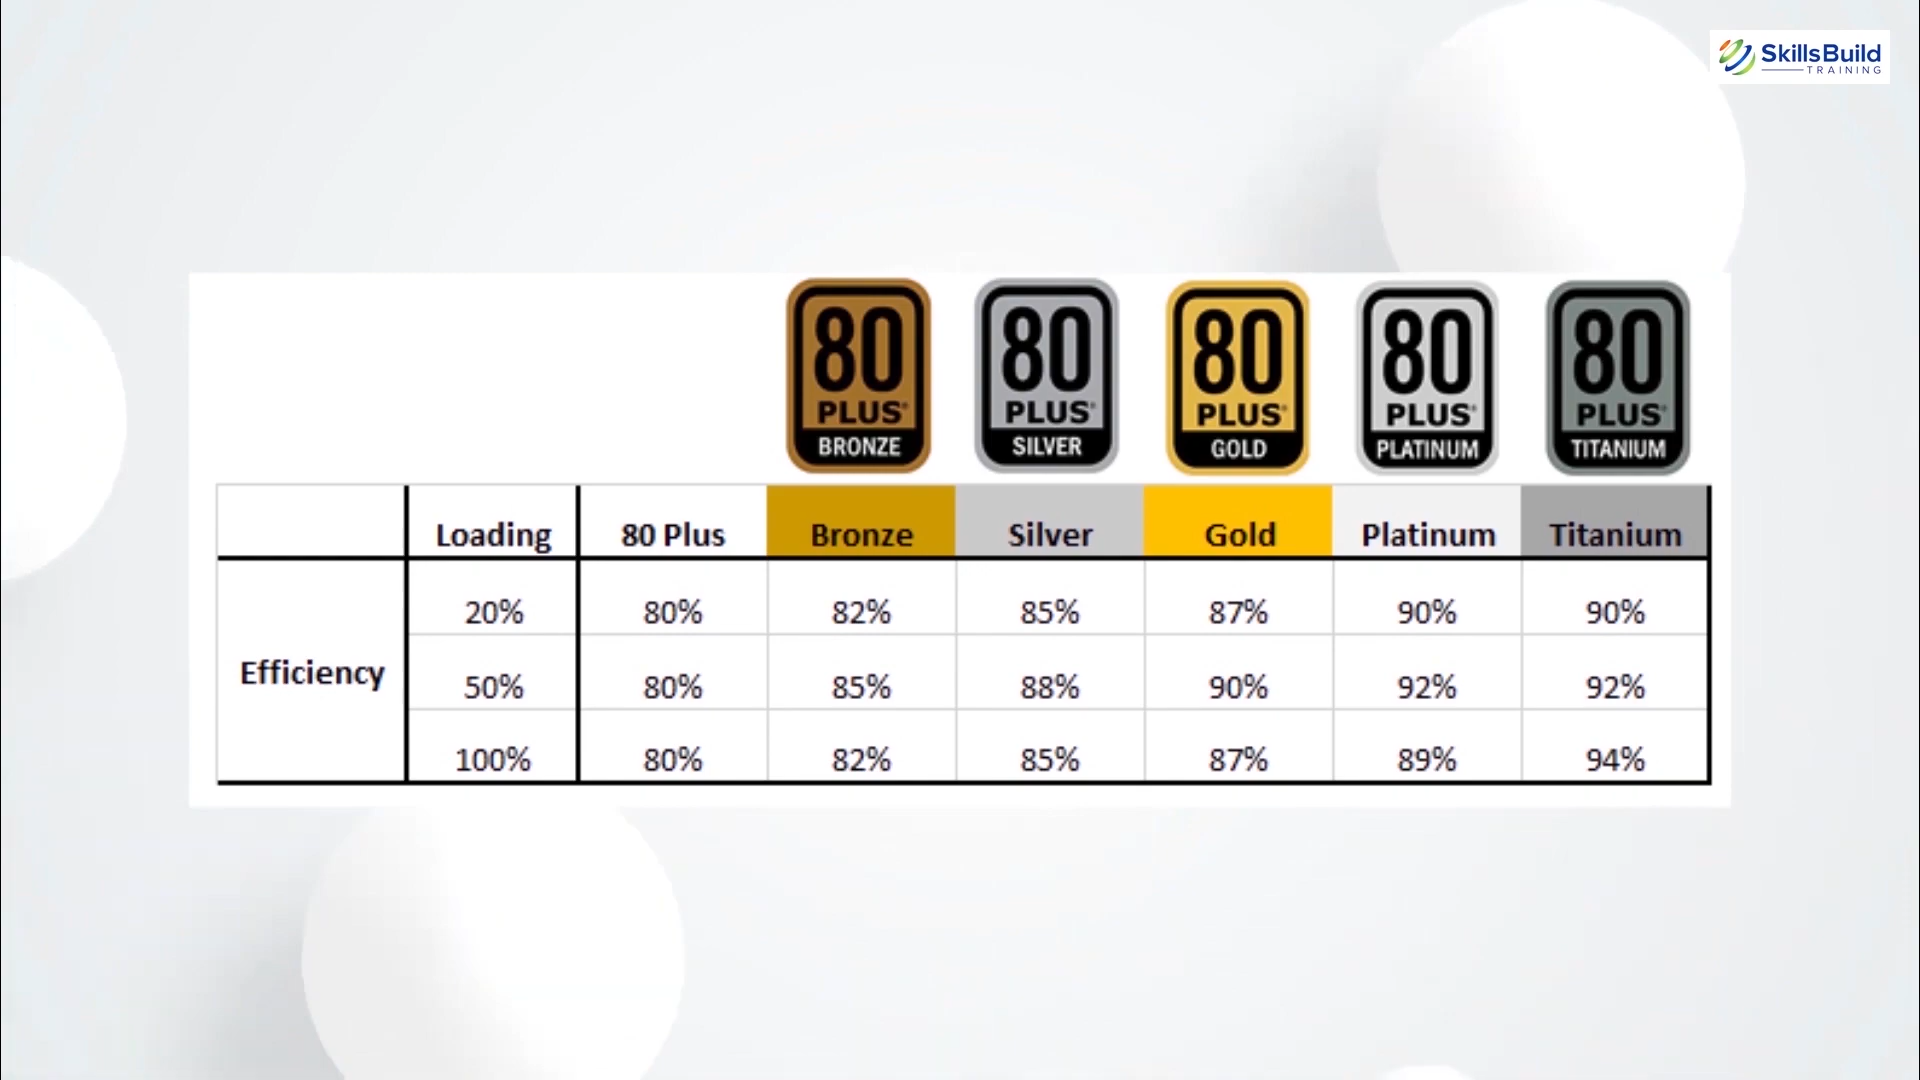 SkillsBuild
TRAINING
80 80 80 80 80
PLUS® PLUS® PLUS® PLUS® PLUS®
BRONZE SILVER GOLD PLATINUM TITANIUM
Loading 80 Plus Bronze Silver Gold Platinum Titanium
20% 80% 82% 85% 87% 90% 90%
Efficiency
50% 80% 85% 88% 90% 92% 92%
100% 80% 82% 85% 87% 89% 94%